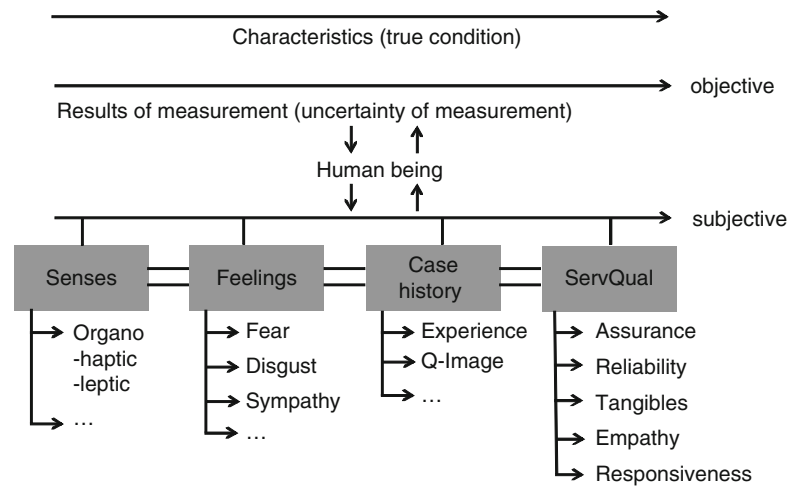 Characteristics (true condition)
objective
Results of measurement (uncertainty of measurement)
Human being
subjective
Senses
Feelings
Case
history
ServQual
Organo
-haptic
-leptic
…
Fear
Disgust
Sympathy
…
Experience
Q-Image
…
Assurance
Reliability
Tangibles
Empathy
Responsiveness